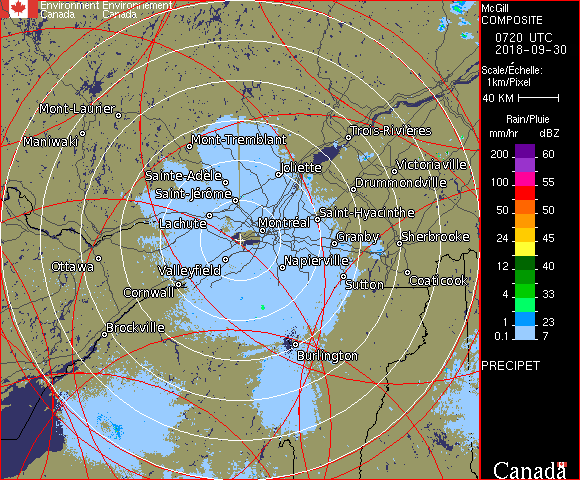 Environment Environnement
Canada Canada
McGill
COMPOSITE
0720 UTC
2018-09-30
Scale/Échelle:
1km/Pixel
40 KM
Rain/Pluie
mm/hr dBZ
200 60
100 55
50 50
24 45
12 40
4 33
1 23
0.1 7
PRECIPET
Canada
Mont-Laurier
Maniwaki
Mont-Tremblant
Trois-Rivières
Sainte-Adèle
Joliette
Victoriaville
Saint-Jérôme
Drummondville
Lachute
Montréal
Saint-Hyacinthe
Granby
Sherbrooke
Ottawa
Valleyfield
Napierville
Cornwall
Sutton
Coaticook
Brockville
Burlington